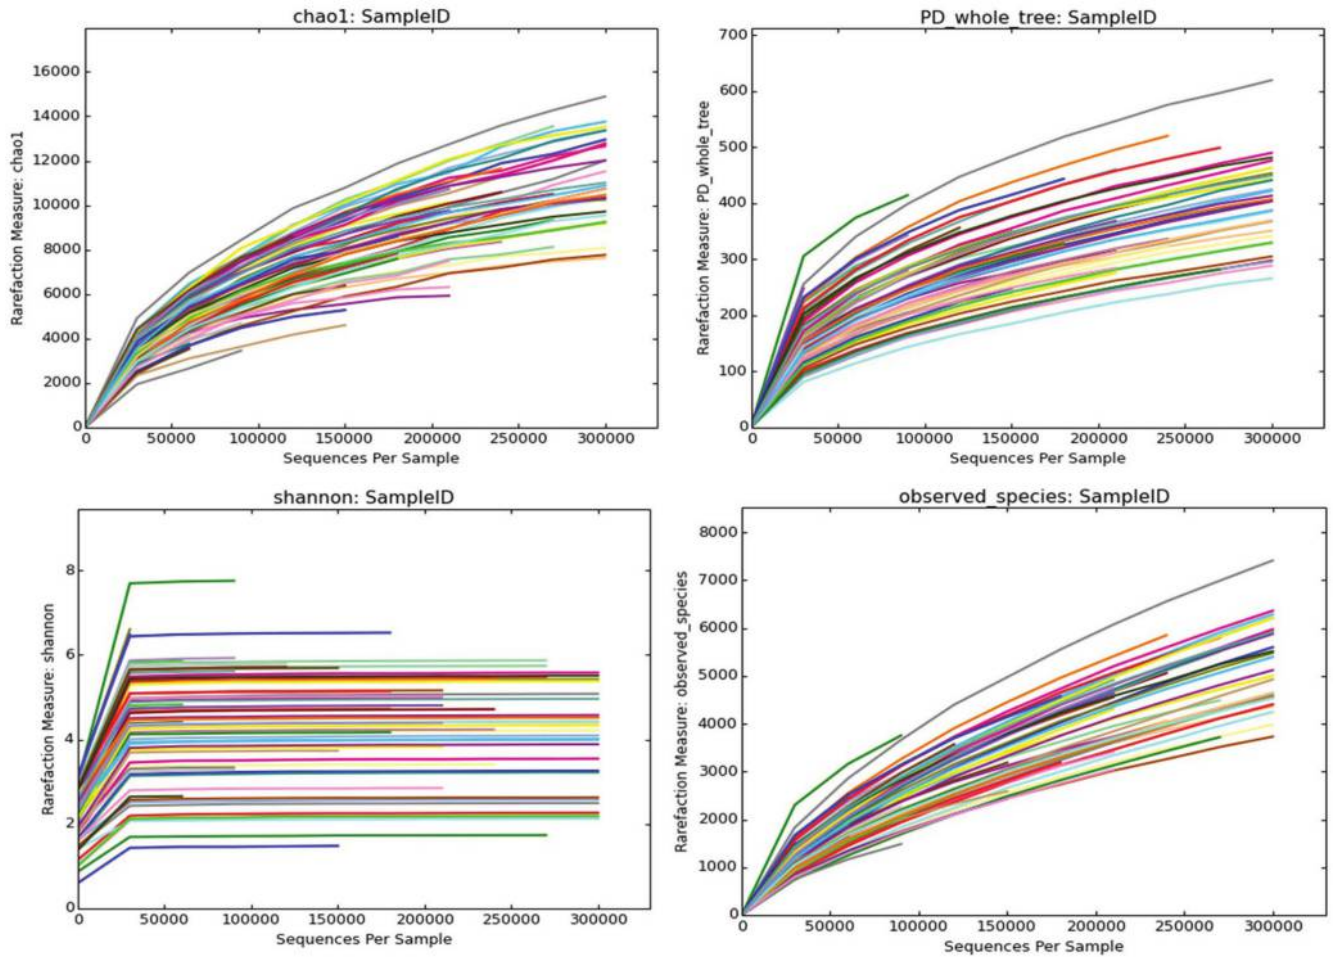 chao1: SampleID
16000
14000
12000
10000
8000
6000
4000
2000
0
Rarefaction Measure: chao1
0 50000 100000 150000 200000 250000 300000
Sequences Per Sample
PD_whole_tree: SampleID
700
600
500
400
300
200
100
0
Rarefaction Measure: PD_whole_tree
0 50000 100000 150000 200000 250000 300000
Sequences Per Sample
shannon: SampleID
8
6
4
2
0
Rarefaction Measure: shannon
0 50000 100000 150000 200000 250000 300000
Sequences Per Sample
observed_species: SampleID
8000
7000
6000
5000
4000
3000
2000
1000
0
Rarefaction Measure: observed_species
0 50000 100000 150000 200000 250000 300000
Sequences Per Sample